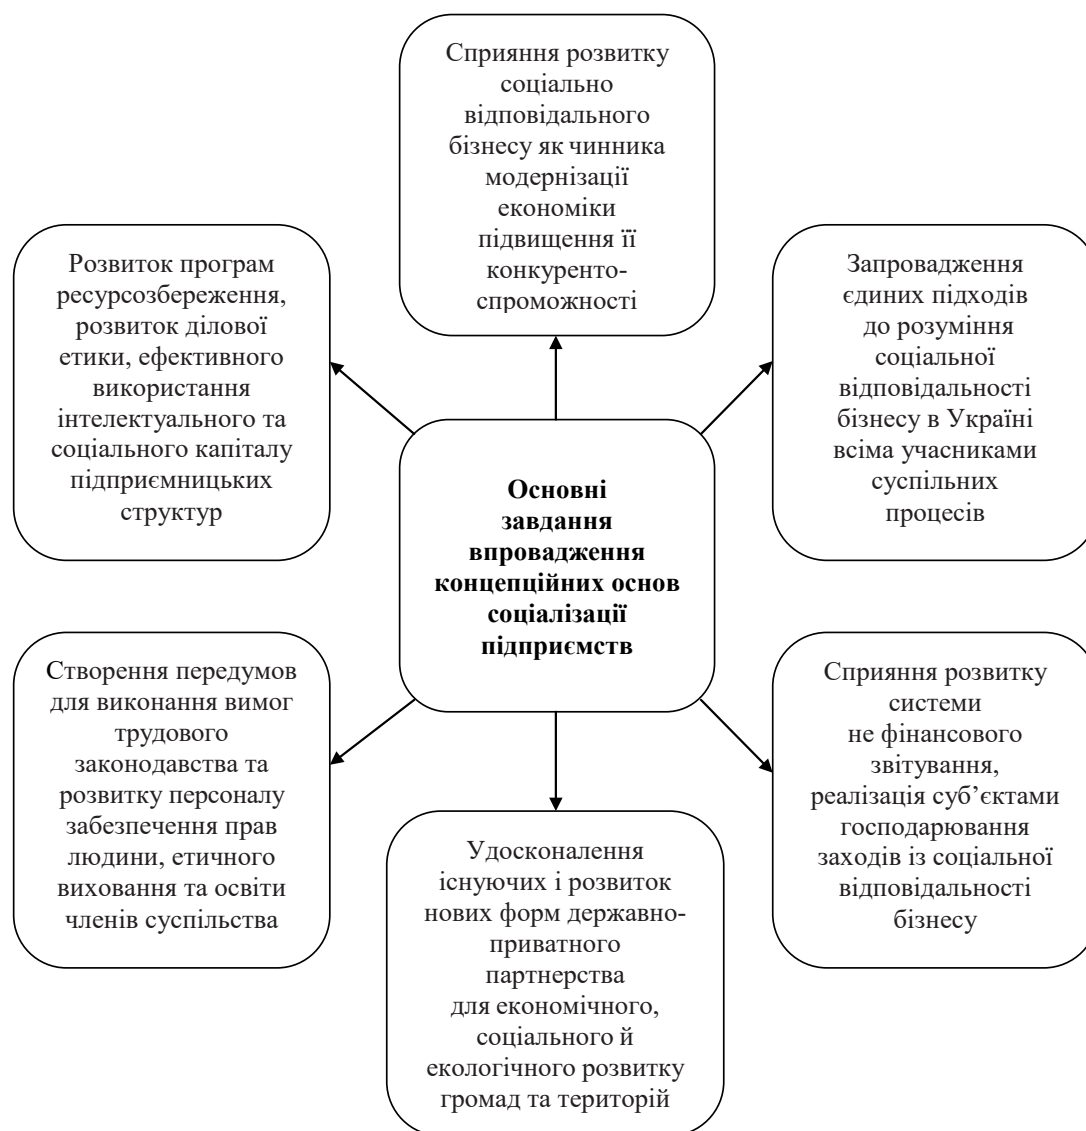 Сприяння розвитку
соціально
відповідального
бізнесу як чинника
модернізації
економіки
підвищення її
конкуренто-
спроможності
Розвиток програм
ресурсозбереження,
розвиток ділової
етики, ефективного
використання
інтелектуального та
соціального капіталу
підприємницьких
структур
Запровадження
єдиних підходів
до розуміння
соціальної
відповідальності
бізнесу в Україні
всіма учасниками
суспільних
процесів
Основні
завдання
впровадження
концепційних основ
соціалізації
підприємств
Створення передумов
для виконання вимог
трудового
законодавства та
розвитку персоналу
забезпечення прав
людини, етичного
виховання та освіти
членів суспільства
Сприяння розвитку
системи
не фінансового
звітування,
реалізація суб’єктами
господарювання
заходів із соціальної
відповідальності
бізнесу
Удосконалення
існуючих і розвиток
нових форм державно-
приватного
партнерства
для економічного,
соціального й
екологічного розвитку
громад та територій